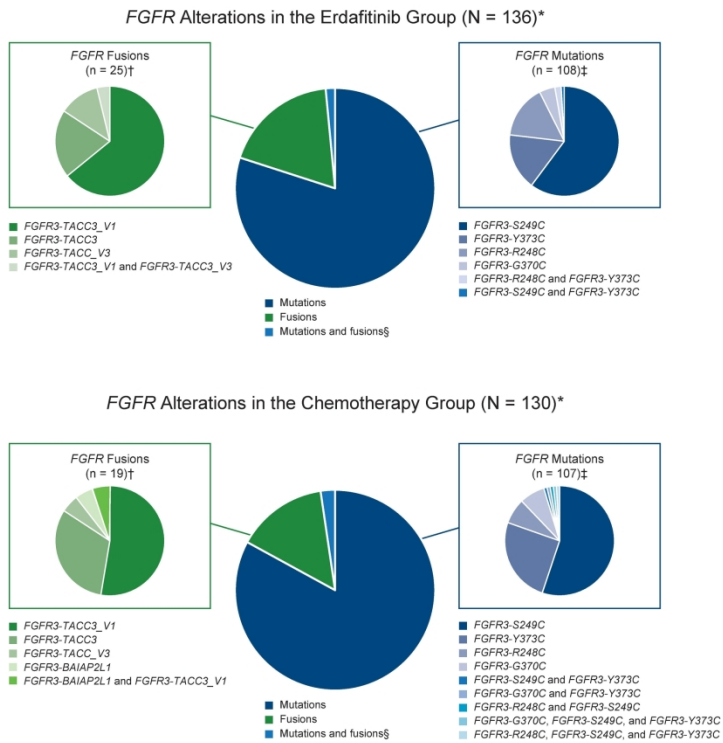 FGFR Alterations in the Erdafitinib Group (N = 136)*
FGFR Fusions
(n = 25)†
FGFR3-TACC3_V1
FGFR3-TACC3
FGFR3-TACC_V3
FGFR3-TACC3_V1 and FGFR3-TACC3_V3
Mutations
Fusions
Mutations and fusions§
FGFR Mutations
(n = 108)‡
FGFR3-S249C
FGFR3-Y373C
FGFR3-R248C
FGFR3-G370C
FGFR3-R248C and FGFR3-Y373C
FGFR3-S249C and FGFR3-Y373C
FGFR Alterations in the Chemotherapy Group (N = 130)*
FGFR Fusions
(n = 19)†
FGFR3-TACC3_V1
FGFR3-TACC3
FGFR3-TACC_V3
FGFR3-BAIAP2L1
FGFR3-BAIAP2L1 and FGFR3-TACC3_V1
Mutations
Fusions
Mutations and fusions§
FGFR Mutations
(n = 107)‡
FGFR3-S249C
FGFR3-Y373C
FGFR3-R248C
FGFR3-G370C
FGFR3-S249C and FGFR3-Y373C
FGFR3-G370C and FGFR3-Y373C
FGFR3-R248C and FGFR3-S249C
FGFR3-G370C, FGFR3-S249C, and FGFR3-Y373C
FGFR3-R248C, FGFR3-S249C, and FGFR3-Y373C